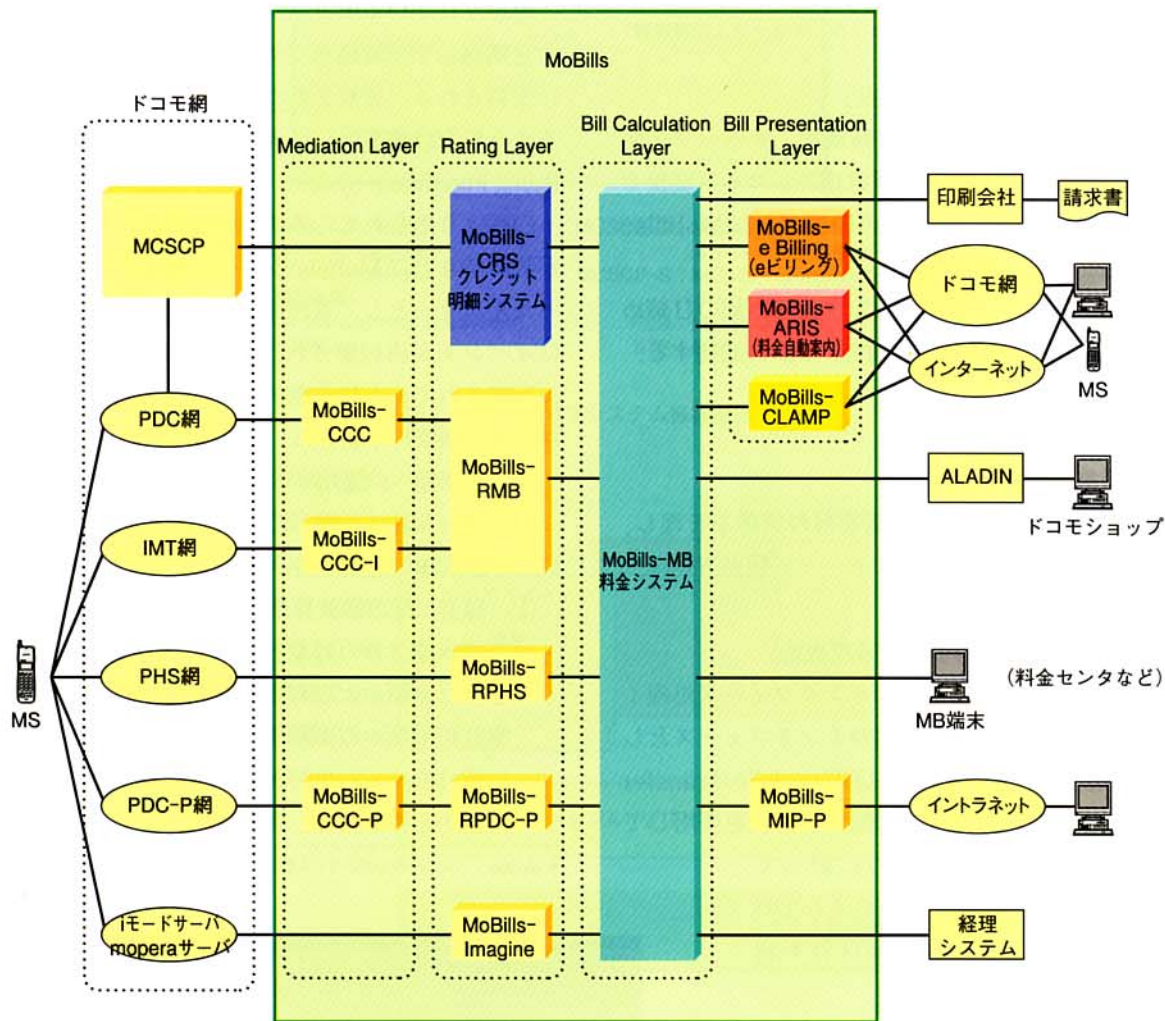 MoBills
ドコモ網
Mediation Layer
Rating Layer
Bill Calculation
Layer
Bill Presentation
Layer
MCSCP
MoBills-
CRS
クレジット
明細システム
MoBills-
e Billing
(eビリング)
MoBills-
ARIS
(料金自動案内)
MoBills-
CLAMP
印刷会社
請求書
ドコモ網
インターネット
MS
PDC網
MoBills-
CCC
MoBills-
RMB
ALADIN
ドコモショップ
IMT網
MoBills-
CCC-I
MoBills-MB
料金システム
MS
PHS網
MoBills-
RPHS
MB端末
(料金センタなど)
PDC-P網
MoBills-
CCC-P
MoBills-
RPDC-P
MoBills-
MIP-P
イントラネット
iモードサーバ
moperaサーバ
MoBills-
Imagine
経理
システム